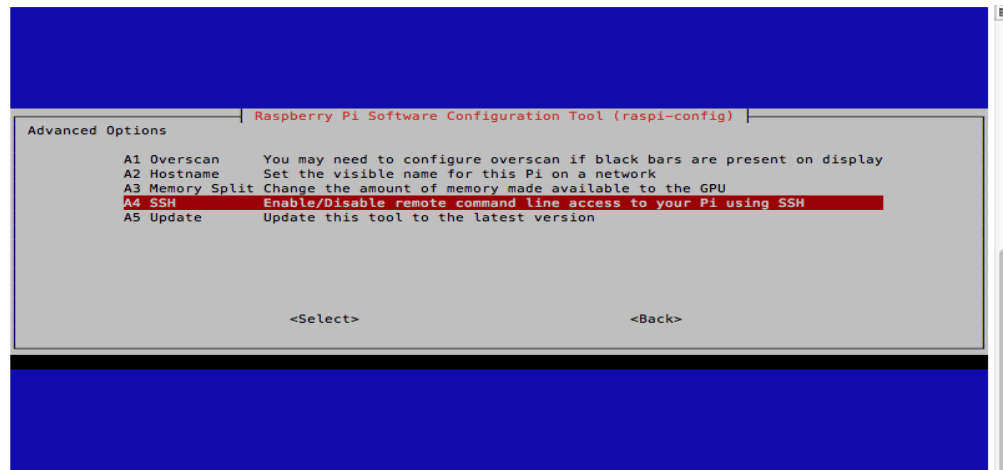 Raspberry Pi Software Configuration Tool (raspi-config)
Advanced Options
A1 Overscan You may need to configure overscan if black bars are present on display
A2 Hostname Set the visible name for this Pi on a network
A3 Memory Split Change the amount of memory made available to the GPU
A4 SSH Enable/Disable remote command line access to your Pi using SSH
A5 Update Update this tool to the latest version
<Select> <Back>